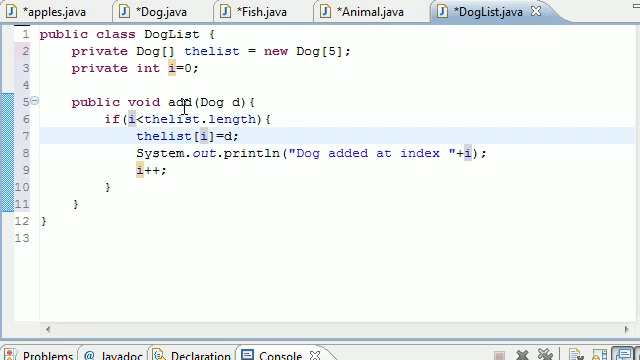 *apples.java *Dog.java *Fish.java *Animal.java *DogList.java
1 public class DogList {
2 private Dog[] thelist = new Dog[5];
3 private int i=0;
4
5 public void add(Dog d){
6 if(i<thelist.length){
7 thelist[i]=d;
8 System.out.println("Dog added at index "+i);
9 i++;
10 }
11 }
12 }
13
Problems @ Javadoc Declaration Console